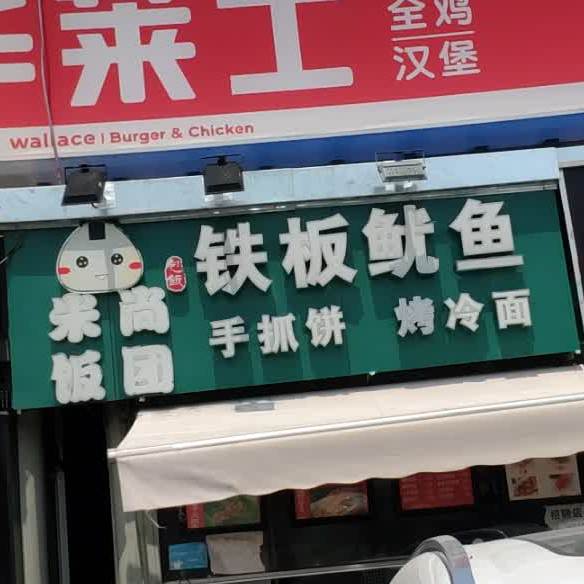 莱士
全鸡
汉堡
wallace | Burger & Chicken
铁板鱿鱼
手抓饼 烤冷面
米尚
饭团